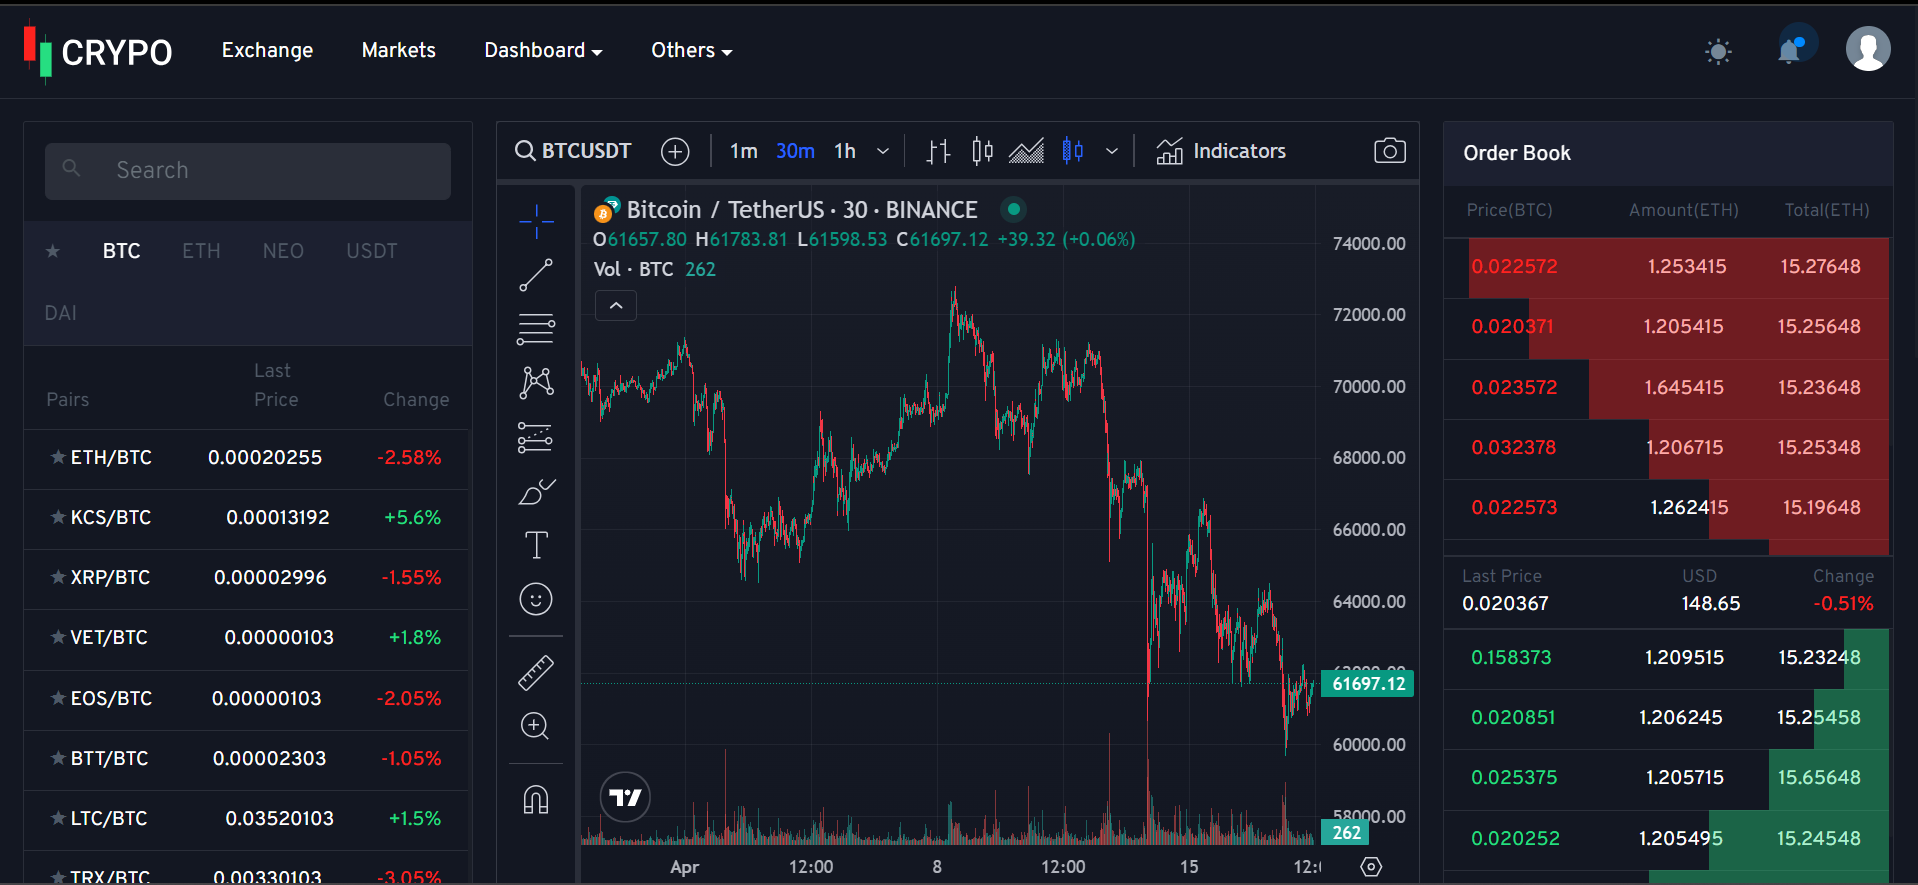 CRYPO
Exchange Markets Dashboard Others
Search
BTC ETH NEO USDT
DAI
Pairs Last Price Change
ETH/BTC 0.00020255 -2.58%
KCS/BTC 0.00013192 +5.6%
XRP/BTC 0.00002996 -1.55%
VET/BTC 0.00000103 +1.8%
EOS/BTC 0.00000103 -2.05%
BTT/BTC 0.00002303 -1.05%
LTC/BTC 0.03520103 +1.5%
TRX/BTC 0.00330103 -3.05%
BTCUSDT 1m 30m 1h Indicators
Bitcoin / TetherUS · 30 · BINANCE
O61657.80 H61783.81 L61598.53 C61697.12 +39.32 (+0.06%)
Vol · BTC 262
74000.00
72000.00
70000.00
68000.00
66000.00
64000.00
61697.12
60000.00
58000.00
262
Apr 12:00 8 12:00 15
Order Book
Price(BTC) Amount(ETH) Total(ETH)
0.022572 1.253415 15.27648
0.020371 1.205415 15.25648
0.023572 1.645415 15.23648
0.032378 1.206715 15.25348
0.022573 1.262415 15.19648
Last Price USD Change
0.020367 148.65 -0.51%
0.158373 1.209515 15.23248
0.020851 1.206245 15.25458
0.025375 1.205715 15.65648
0.020252 1.205495 15.24548